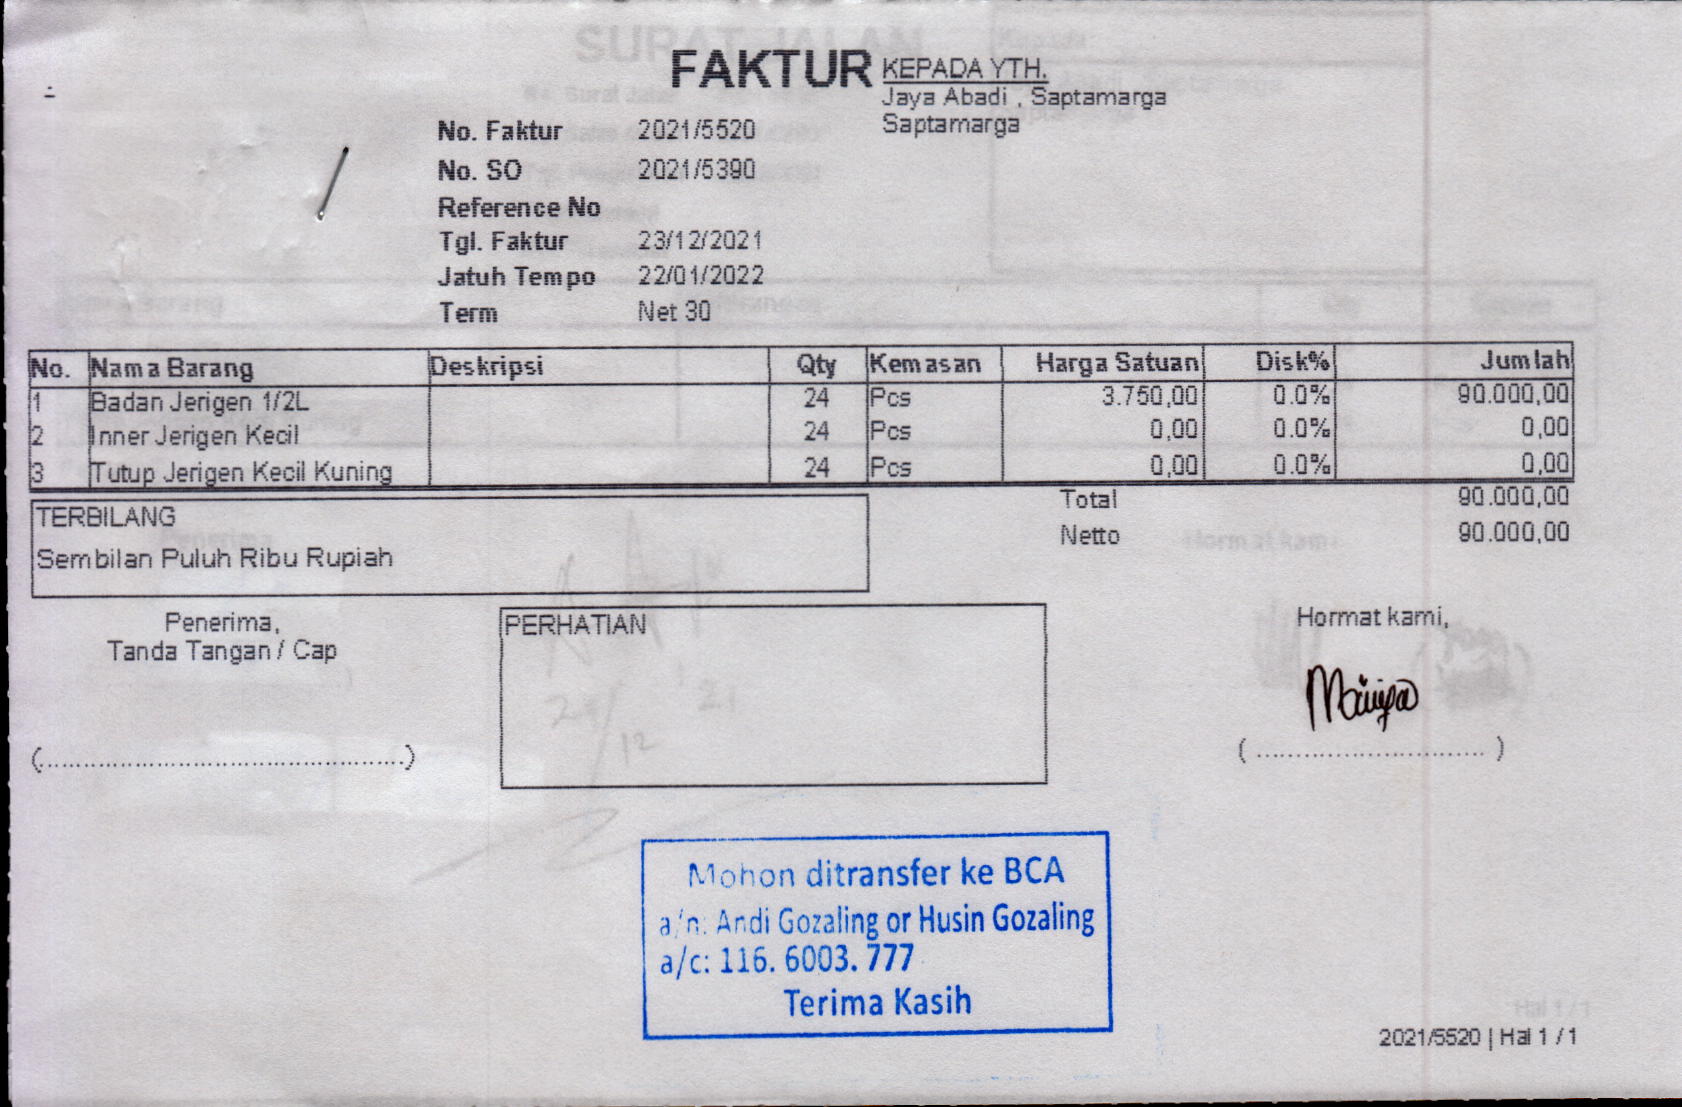 FAKTUR
KEPADA YTH.
Jaya Abadi , Saptamarga
Saptamarga
No. Faktur 2021/5520
No. SO 2021/5390
Reference No
Tgl. Faktur 23/12/2021
Jatuh Tempo 22/01/2022
Term Net 30
No. Nama Barang Deskripsi Qty Kemasan Harga Satuan Disk% Jumlah
1 Badan Jerigen 1/2L 24 Pcs 3.750,00 0.0% 90.000,00
2 Inner Jerigen Kecil 24 Pcs 0,00 0.0% 0,00
3 Tutup Jerigen Kecil Kuning 24 Pcs 0,00 0.0% 0,00
Total 90.000,00
Netto 90.000,00
TERBILANG
Sembilan Puluh Ribu Rupiah
Penerima,
Tanda Tangan / Cap
PERHATIAN
Hormat kami,
(...............................................)
( ............................. )
Mohon ditransfer ke BCA
a/n: Andi Gozaling or Husin Gozaling
a/c: 116. 6003. 777
Terima Kasih
2021/5520 | Hal 1 / 1